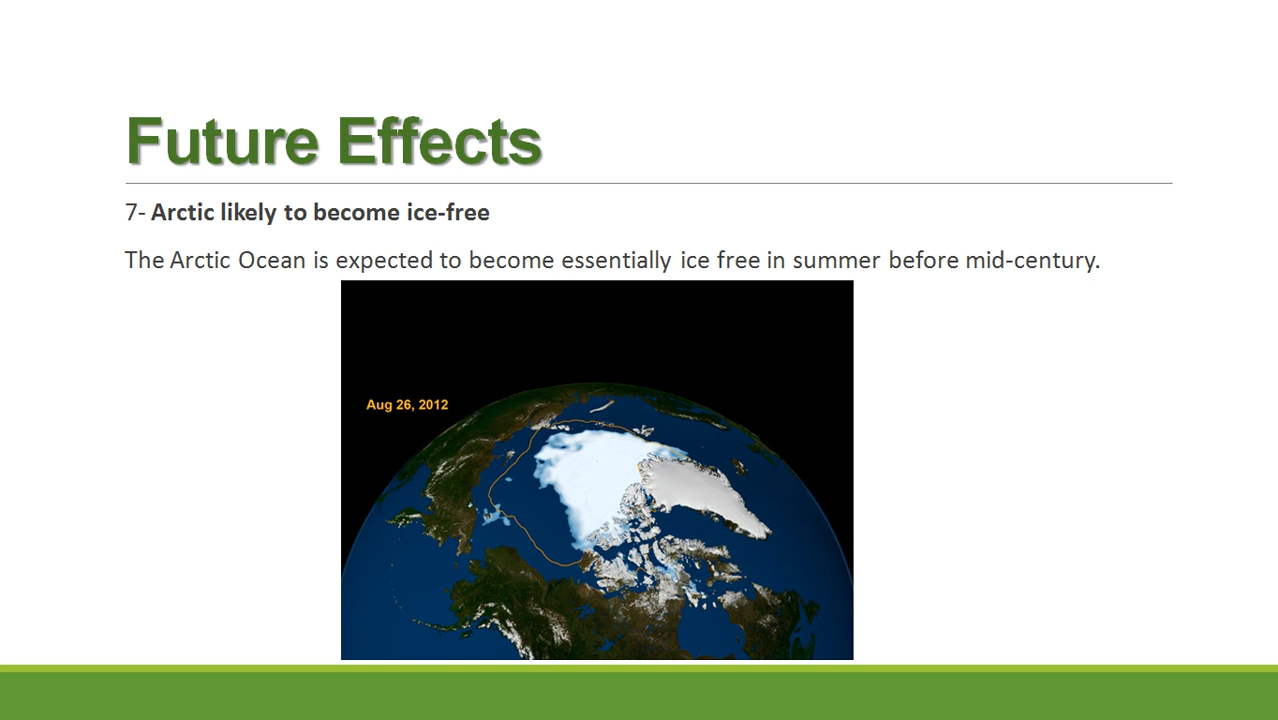 Future Effects
7- Arctic likely to become ice-free
The Arctic Ocean is expected to become essentially ice free in summer before mid-century.
Aug 26, 2012